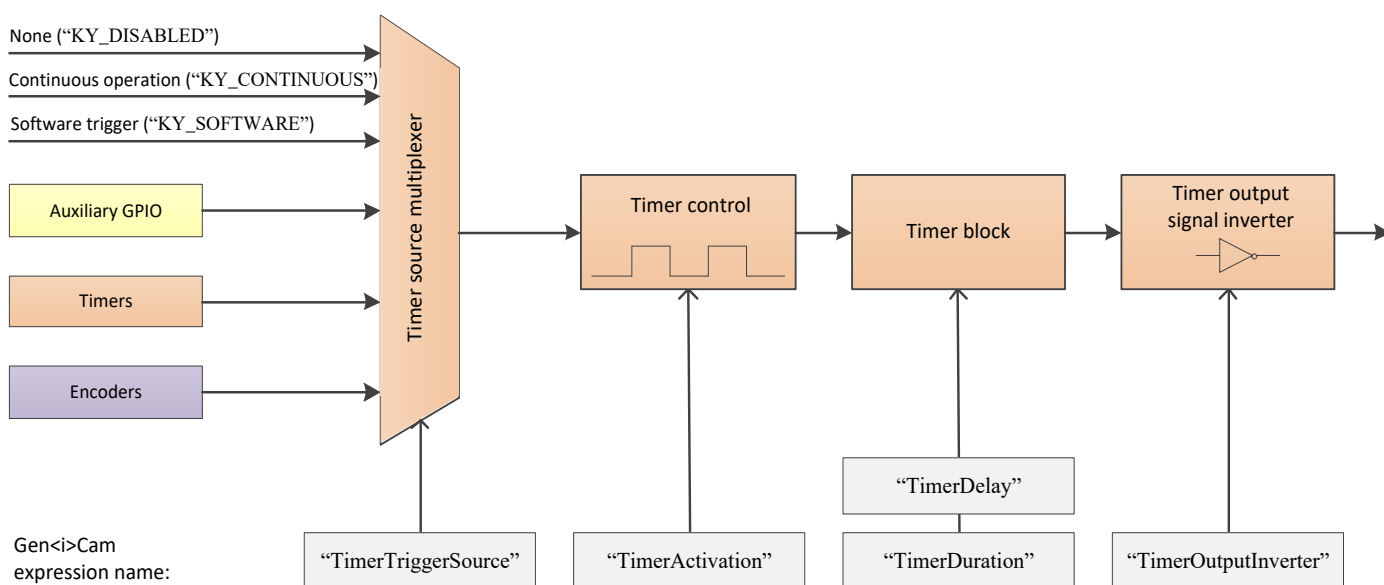 None (“KY_DISABLED”)
Continuous operation (“KY_CONTINUOUS”)
Software trigger (“KY_SOFTWARE”)
Auxiliary GPIO
Timers
Encoders
Timer source multiplexer
Timer control
Timer block
Timer output
signal inverter
“TimerDelay”
Gen<i>Cam
expression name:
“TimerTriggerSource”
“TimerActivation”
“TimerDuration”
“TimerOutputInverter”